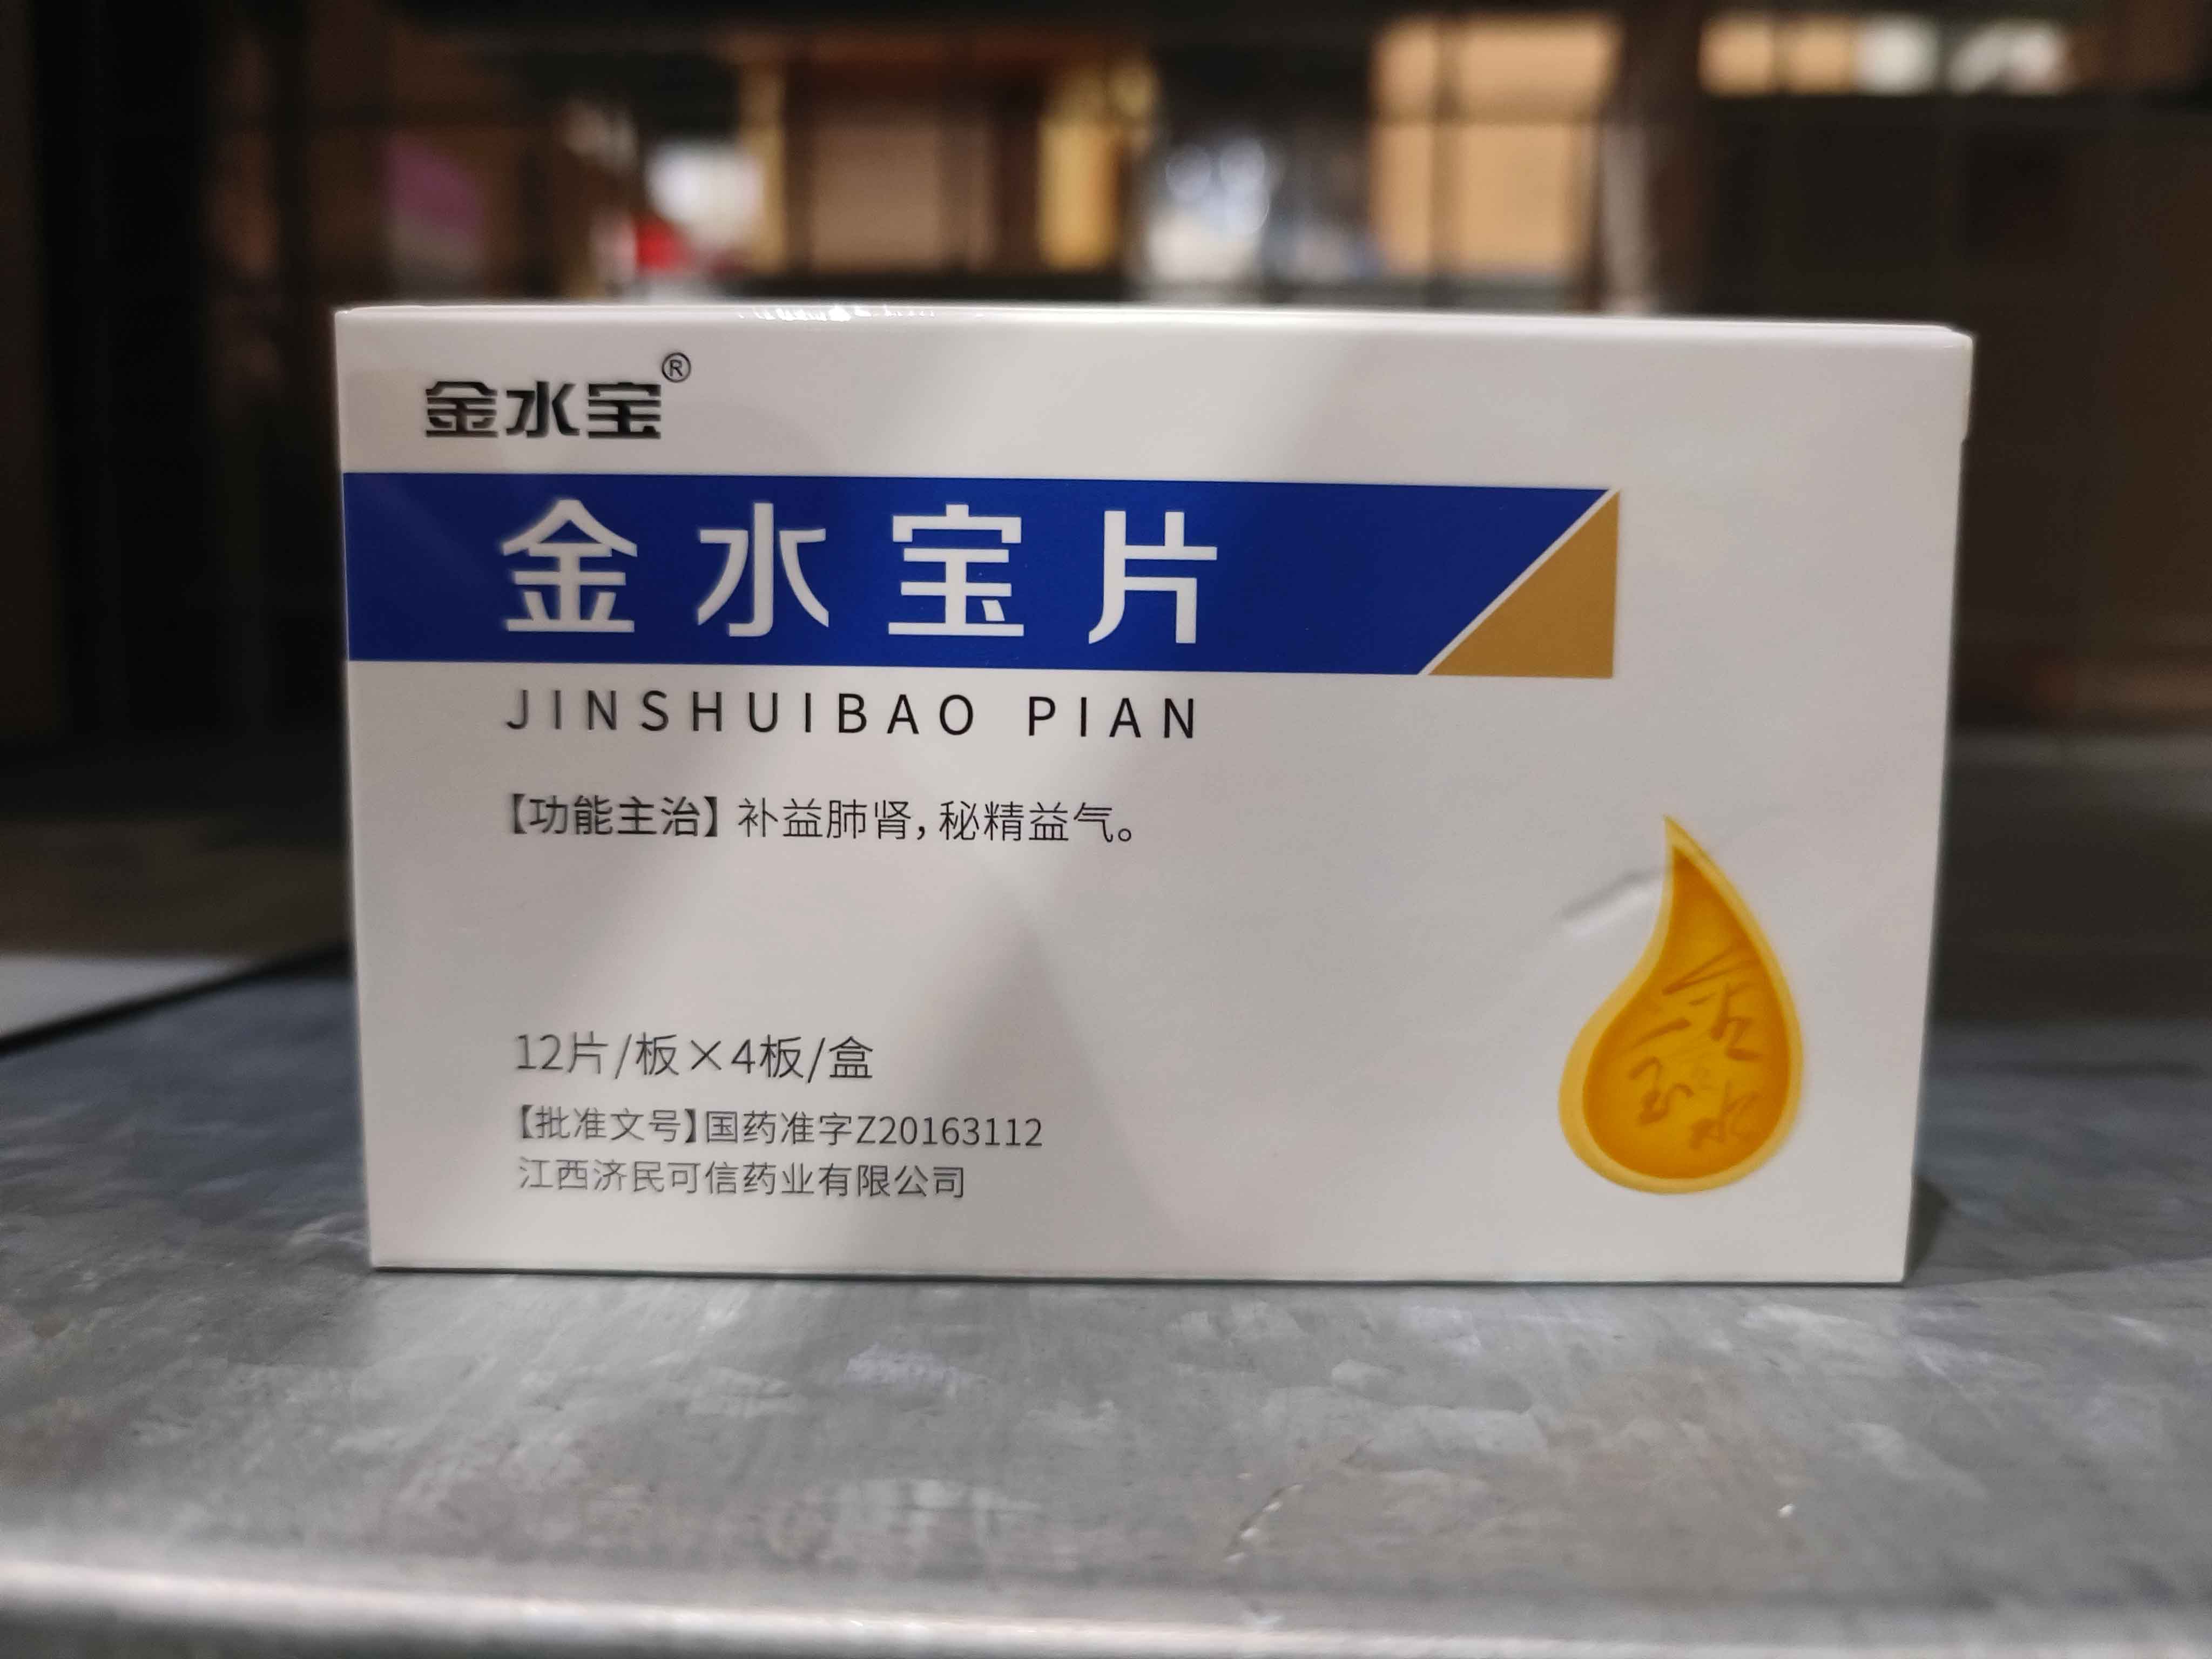 金水宝®
金水宝片
JINSHUIBAO PIAN
【功能主治】补益肺肾，秘精益气。
12片/板×4板/盒
【批准文号】国药准字Z20163112
江西济民可信药业有限公司
金
水
宝